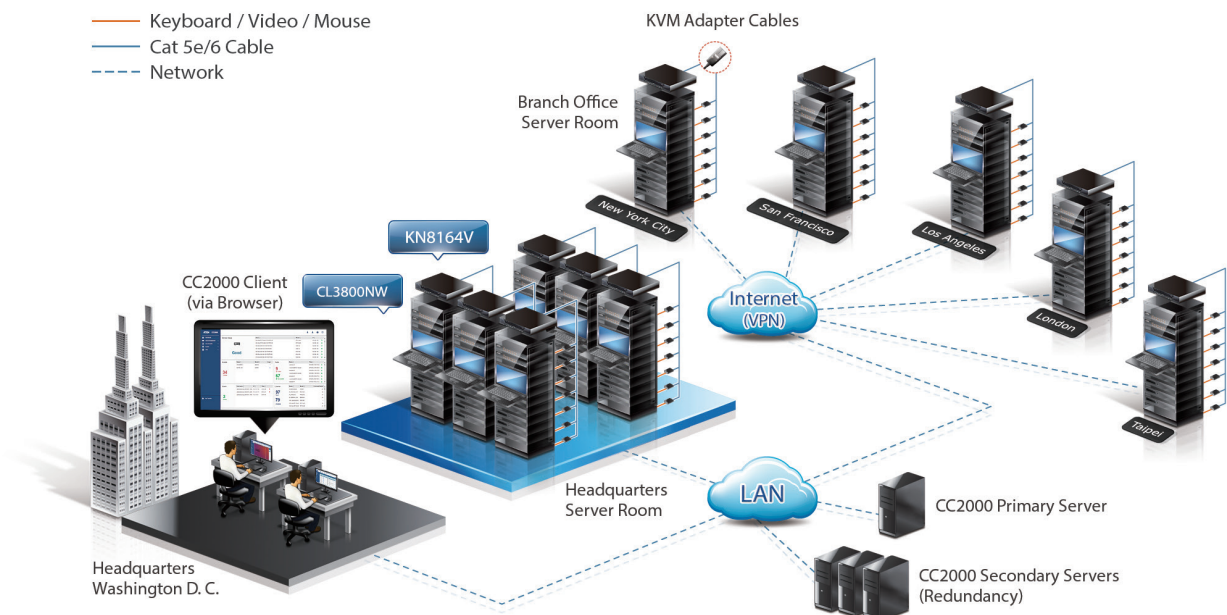 Keyboard / Video / Mouse
Cat 5e/6 Cable
Network
KVM Adapter Cables
Branch Office
Server Room
New York City
San Francisco
Los Angeles
London
Taipei
KN8164V
CL3800NW
CC2000 Client
(via Browser)
Internet
(VPN)
Headquarters
Server Room
LAN
CC2000 Primary Server
CC2000 Secondary Servers
(Redundancy)
Headquarters
Washington D. C.